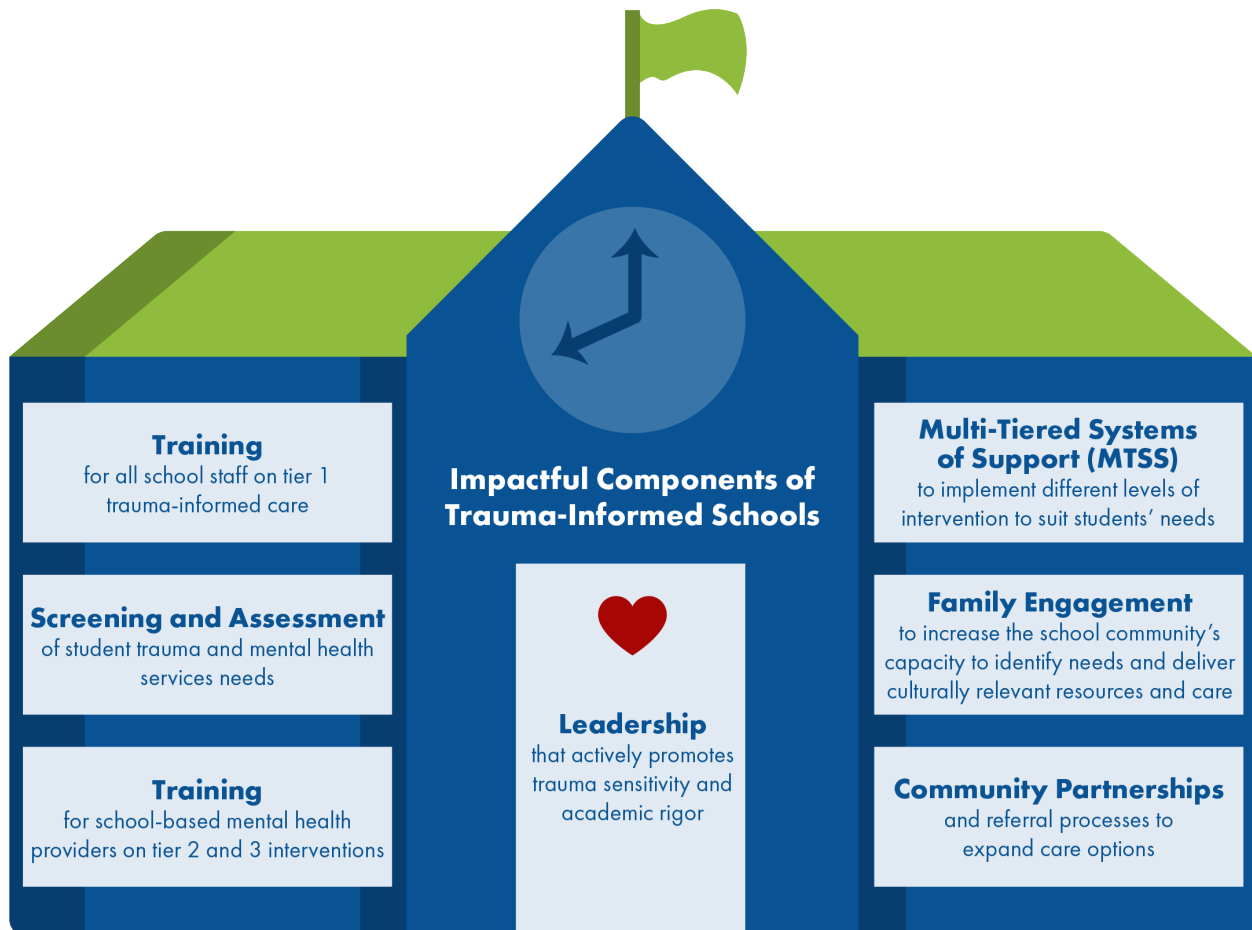 Impactful Components of
Trauma-Informed Schools
Training
for all school staff on tier 1
trauma-informed care
Screening and Assessment
of student trauma and mental health
services needs
Training
for school-based mental health
providers on tier 2 and 3 interventions
Leadership
that actively promotes
trauma sensitivity and
academic rigor
Multi-Tiered Systems
of Support (MTSS)
to implement different levels of
intervention to suit students’ needs
Family Engagement
to increase the school community’s
capacity to identify needs and deliver
culturally relevant resources and care
Community Partnerships
and referral processes to
expand care options